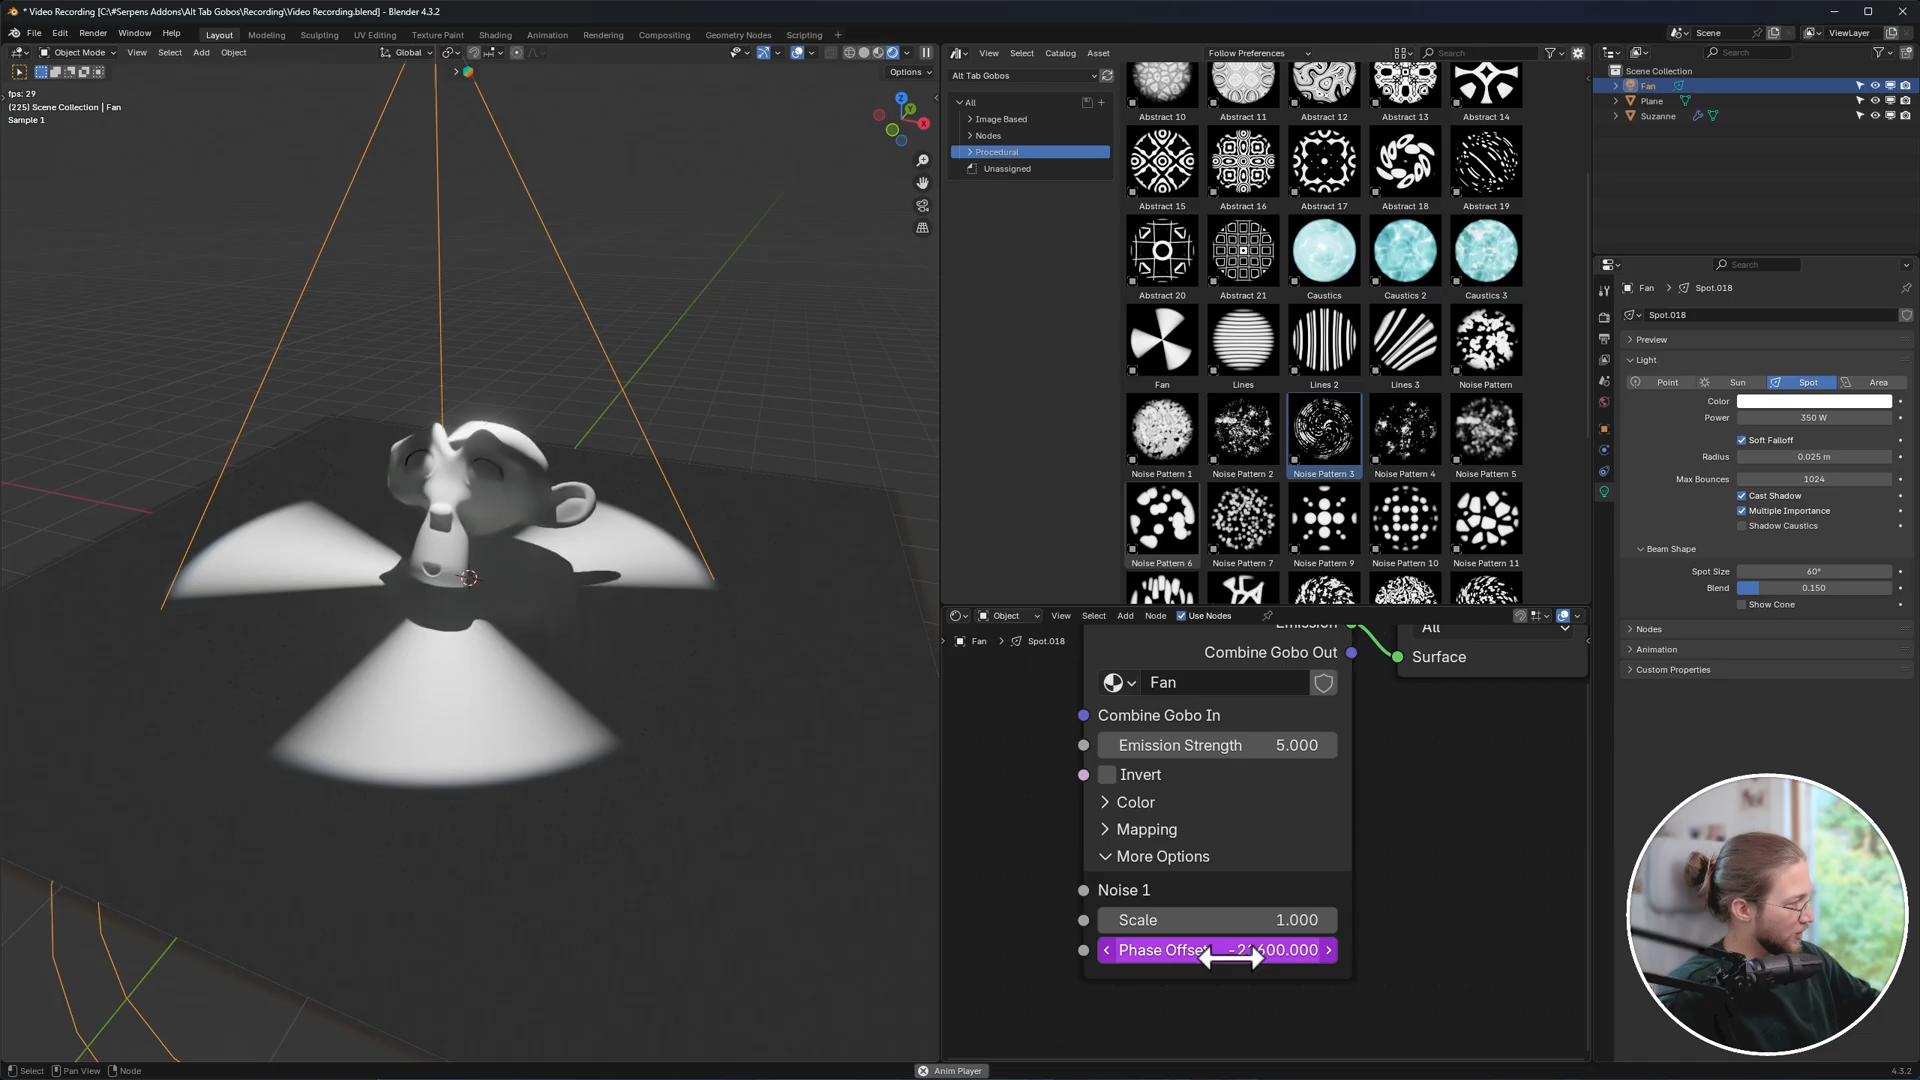 * Video Recording [C:\#Serpens Addons\Alt Tab Gobos\Recording\Video Recording.blend] - Blender 4.3.2
File Edit Render Window Help Layout Modeling Sculpting UV Editing Texture Paint Shading Animation Rendering Compositing Geometry Nodes Scripting + Scene ViewLayer
Object Mode View Select Add Object Global
Options
fps: 29
(225) Scene Collection | Fan
Sample 1
Z
Y
X
View Select Catalog Asset Follow Preferences Search
Alt Tab Gobos
All
Image Based
Nodes
Procedural
Unassigned
Abstract 10 Abstract 11 Abstract 12 Abstract 13 Abstract 14
Abstract 15 Abstract 16 Abstract 17 Abstract 18 Abstract 19
Abstract 20 Abstract 21 Caustics Caustics 2 Caustics 3
Fan Lines Lines 2 Lines 3 Noise Pattern
Noise Pattern 1 Noise Pattern 2 Noise Pattern 3 Noise Pattern 4 Noise Pattern 5
Noise Pattern 6 Noise Pattern 7 Noise Pattern 9 Noise Pattern 10 Noise Pattern 11
Object View Select Add Node Use Nodes
Fan > Spot.018
Emission
Combine Gobo Out
Fan
Combine Gobo In
Emission Strength 5.000
Invert
Color
Mapping
More Options
Noise 1
Scale 1.000
Phase Offset
All
Surface
Search
Scene Collection
Fan
Plane
Suzanne
Search
Fan > Spot.018
Spot.018
Preview
Light
Point Sun Spot Area
Color
Power 350 W
Soft Falloff
Radius 0.025 m
Max Bounces 1024
Cast Shadow
Multiple Importance
Shadow Caustics
Beam Shape
Spot Size 60°
Blend 0.150
Show Cone
Nodes
Animation
Custom Properties
Select Pan View Node Anim Player 4.3.2